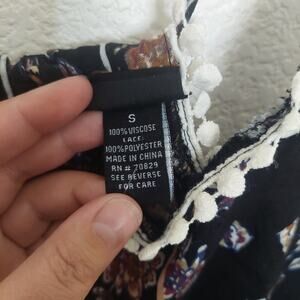 S
100% VISCOSE
LACE:
100% POLYESTER
MADE IN CHINA
RN# 70829
SEE REVERSE
FOR CARE